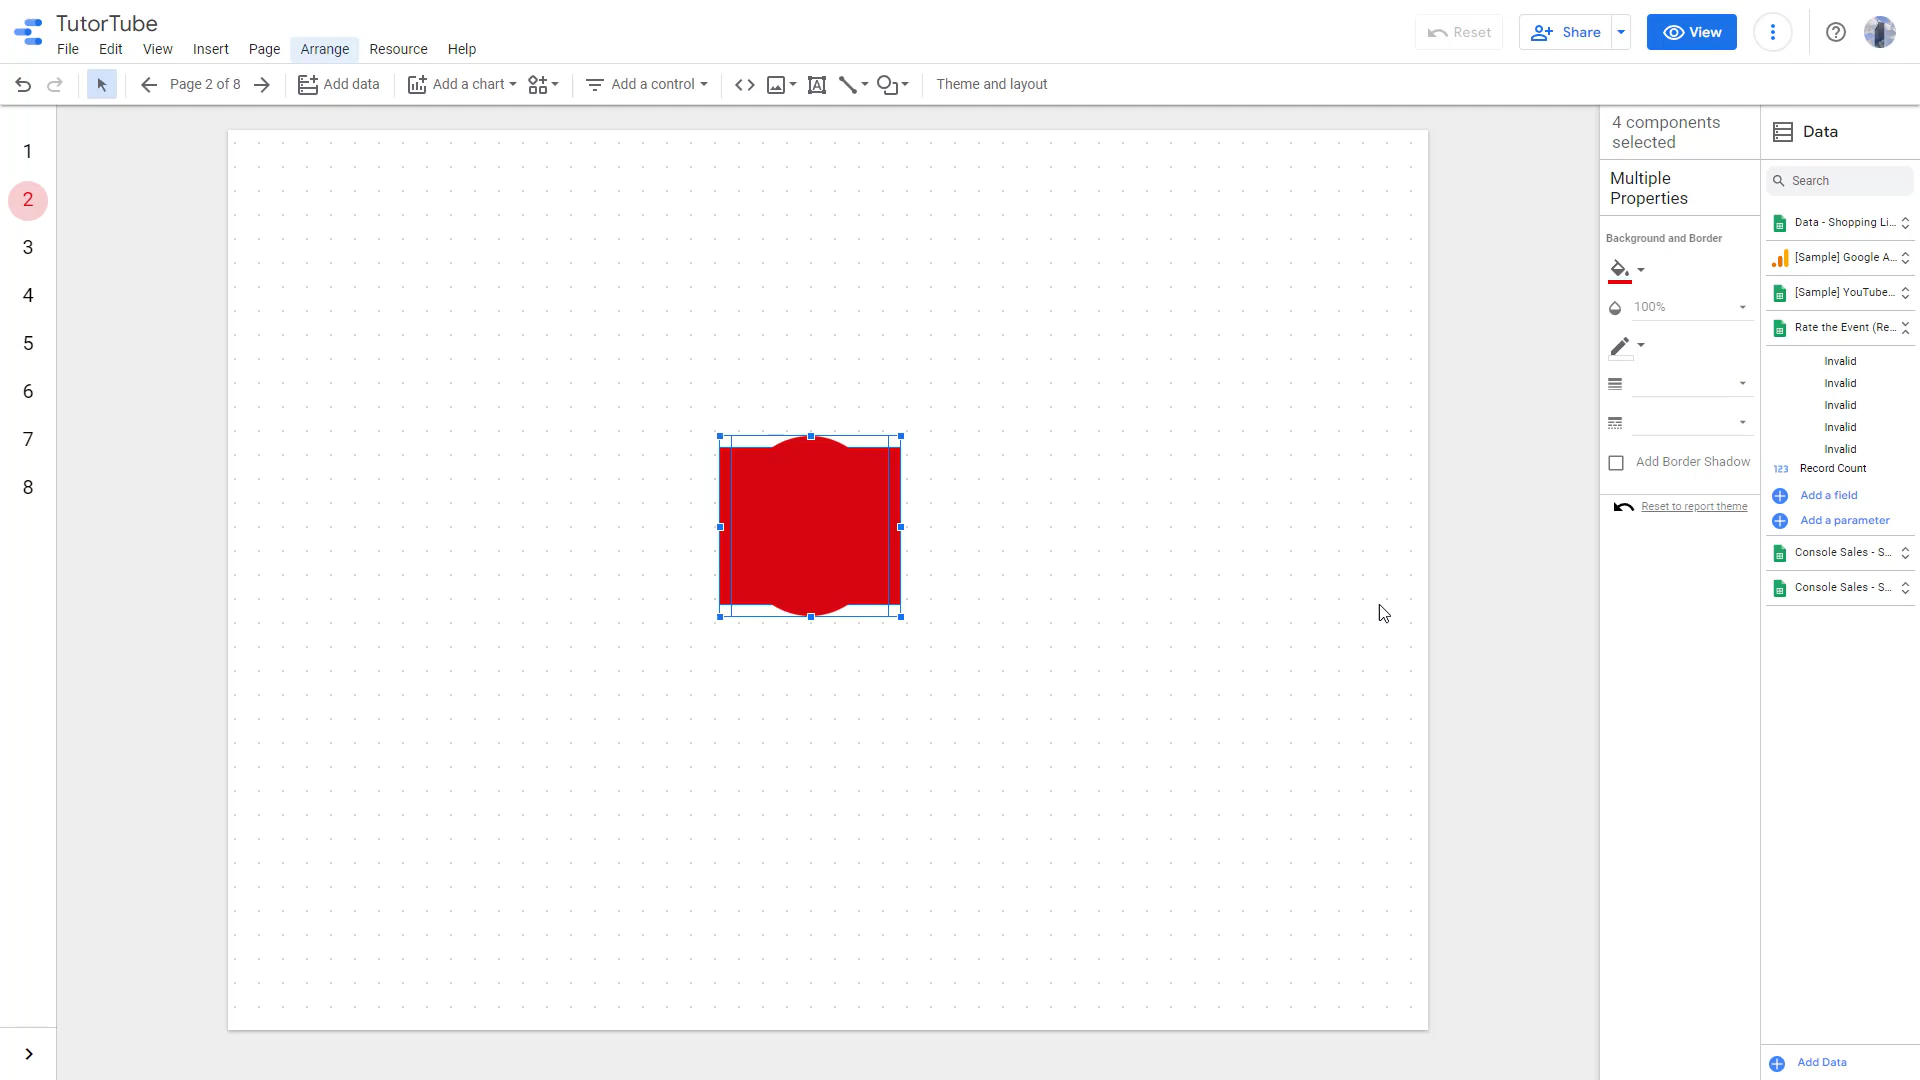 TutorTube
File Edit View Insert Page Arrange Resource Help
Reset
Share
View
Page 2 of 8
Add data
Add a chart
Add a control
Theme and layout
1
2
3
4
5
6
7
8
4 components
selected
Multiple
Properties
Background and Border
100%
Add Border Shadow
Reset to report theme
Data
Search
Data - Shopping Li...
[Sample] Google A...
[Sample] YouTube...
Rate the Event (Re...
Invalid
Invalid
Invalid
Invalid
Invalid
123 Record Count
Add a field
Add a parameter
Console Sales - S...
Console Sales - S...
Add Data